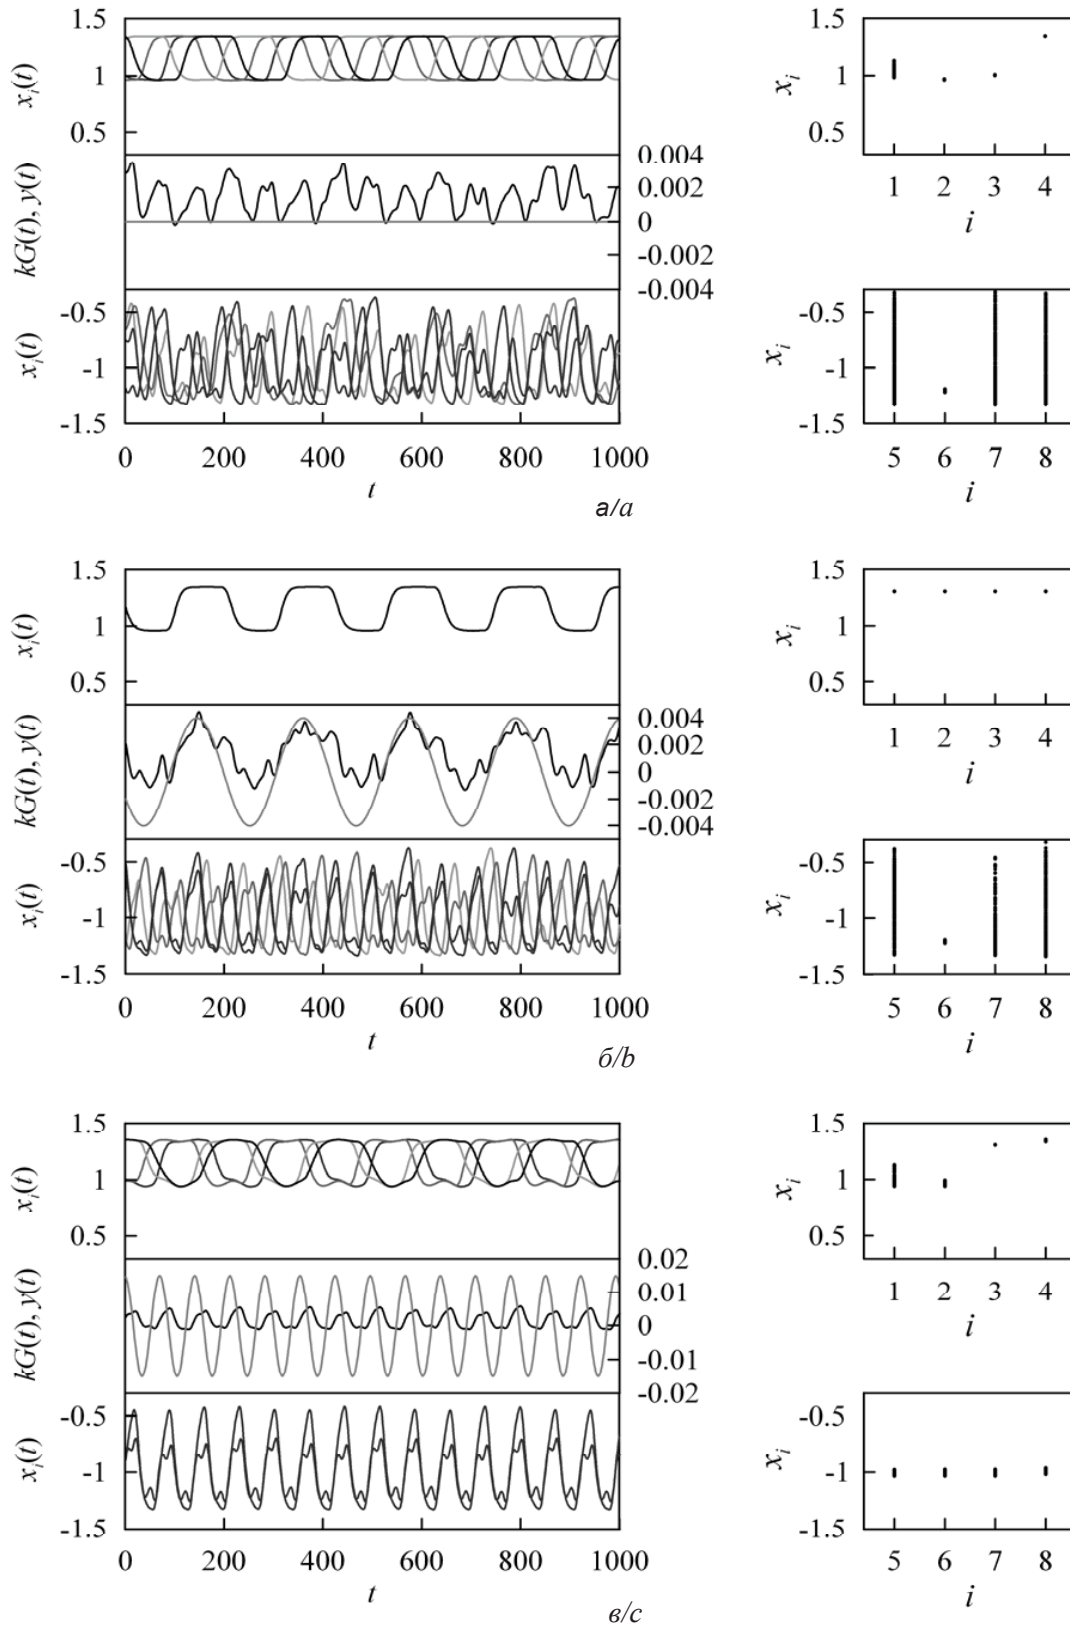 1.5
1
0.5
x_i(t)
0.004
0.002
0
-0.002
-0.004
kG(t), y(t)
-0.5
-1
-1.5
x_i(t)
0 200 400 600 800 1000
t
1.5
1
0.5
x_i
1 2 3 4
i
-0.5
-1
-1.5
x_i
5 6 7 8
i
а/a
1.5
1
0.5
x_i(t)
0.004
0.002
0
-0.002
-0.004
kG(t), y(t)
-0.5
-1
-1.5
x_i(t)
0 200 400 600 800 1000
t
1.5
1
0.5
x_i
1 2 3 4
i
-0.5
-1
-1.5
x_i
5 6 7 8
i
б/b
1.5
1
0.5
x_i(t)
0.02
0.01
0
-0.01
-0.02
kG(t), y(t)
-0.5
-1
-1.5
x_i(t)
0 200 400 600 800 1000
t
1.5
1
0.5
x_i
1 2 3 4
i
-0.5
-1
-1.5
x_i
5 6 7 8
i
в/c